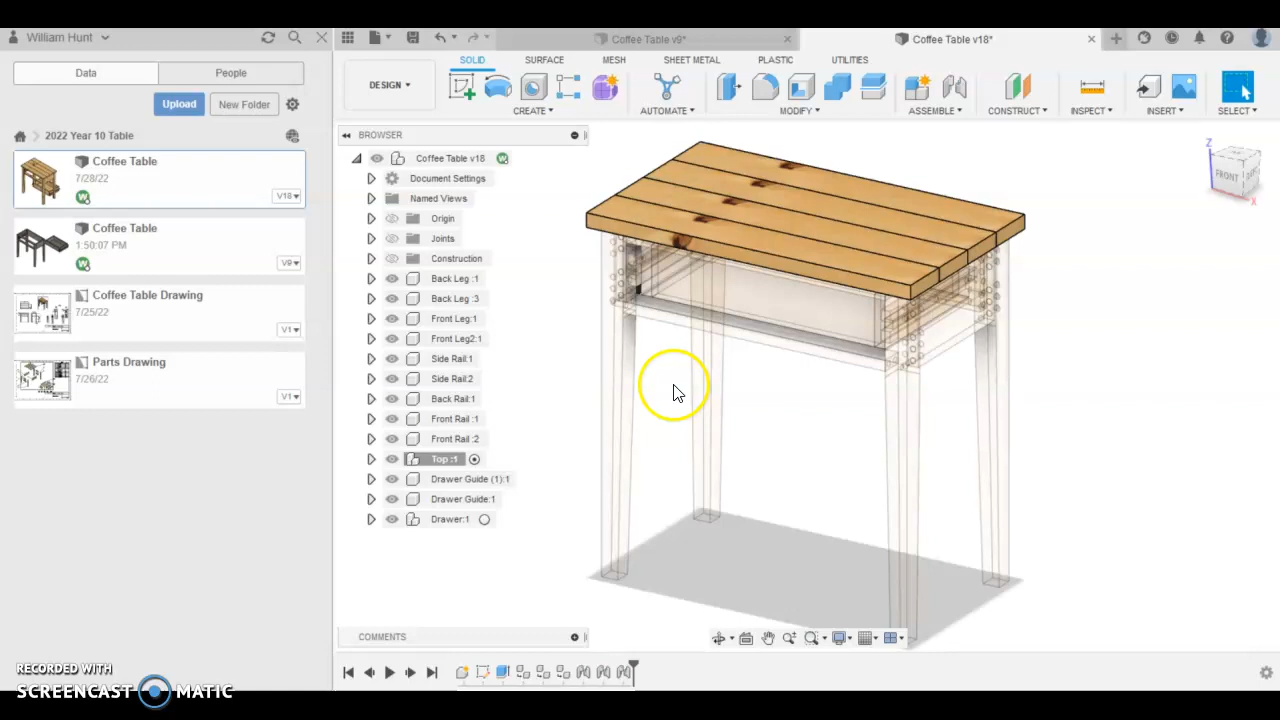 William Hunt
Data
People
Upload
New Folder
2022 Year 10 Table
Coffee Table
7/28/22
V18
Coffee Table
1:50:07 PM
V9
Coffee Table Drawing
7/25/22
V1
Parts Drawing
7/26/22
V1
RECORDED WITH
SCREENCAST MATIC
Coffee Table v9*
Coffee Table v18*
SOLID
SURFACE
MESH
SHEET METAL
PLASTIC
UTILITIES
DESIGN
CREATE
AUTOMATE
MODIFY
ASSEMBLE
CONSTRUCT
INSPECT
INSERT
SELECT
BROWSER
Coffee Table v18
Document Settings
Named Views
Origin
Joints
Construction
Back Leg :1
Back Leg :3
Front Leg:1
Front Leg2:1
Side Rail:1
Side Rail:2
Back Rail:1
Front Rail :1
Front Rail :2
Top :1
Drawer Guide (1):1
Drawer Guide:1
Drawer:1
COMMENTS
Z
FRONT
X